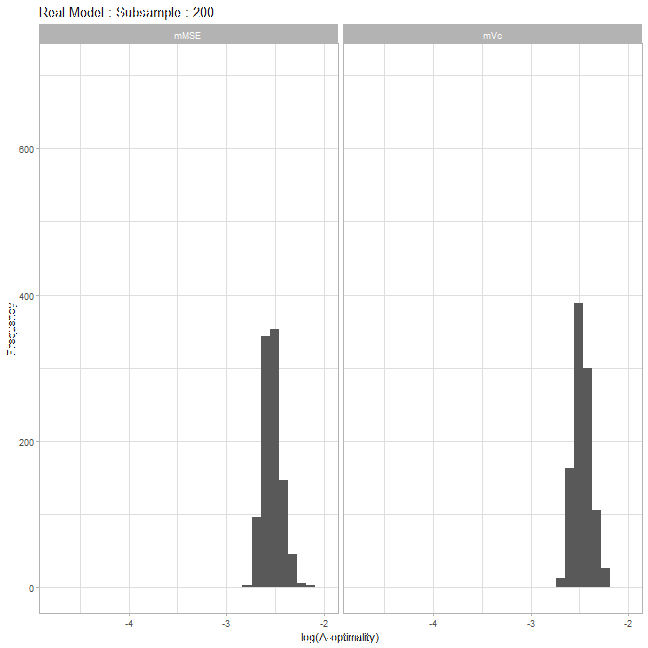 Real Model : Subsample : 200
mMSE
mVc
600
400
200
0
Frequency
-4
-3
-2
-4
-3
-2
log(A-optimality)